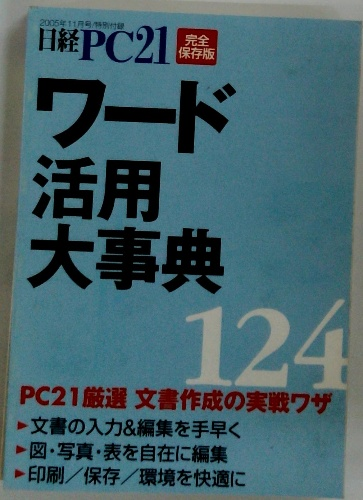 2005年11月号/特別付録
日経PC21
完全
保存版
ワード
活用
大事典
124
PC21厳選 文書作成の実戦ワザ
▶文書の入力&編集を手早く
▶図・写真・表を自在に編集
▶印刷/保存/環境を快適に